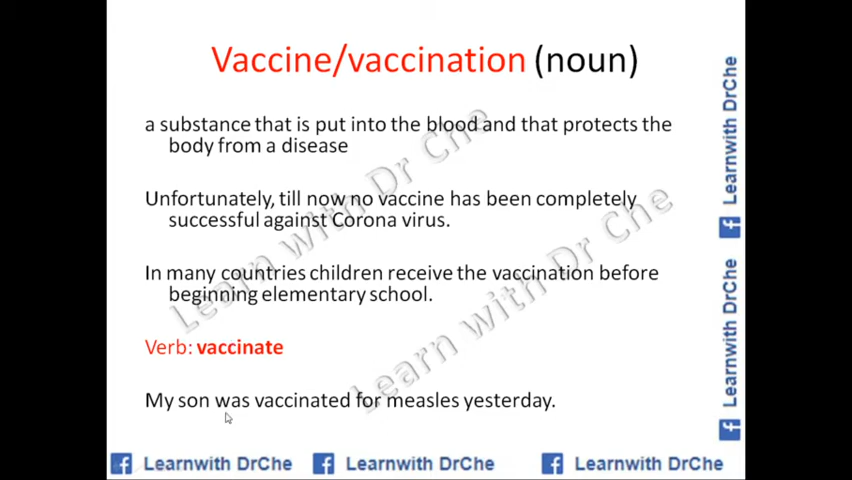 Vaccine/vaccination (noun)
a substance that is put into the blood and that protects the
body from a disease
Unfortunately, till now no vaccine has been completely
successful against Corona virus.
In many countries children receive the vaccination before
beginning elementary school.
Verb: vaccinate
My son was vaccinated for measles yesterday.
Learn with Dr Che
Learn with Dr Che
Learnwith DrChe
Learnwith DrChe
Learnwith DrChe
Learnwith DrChe
Learnwith DrChe